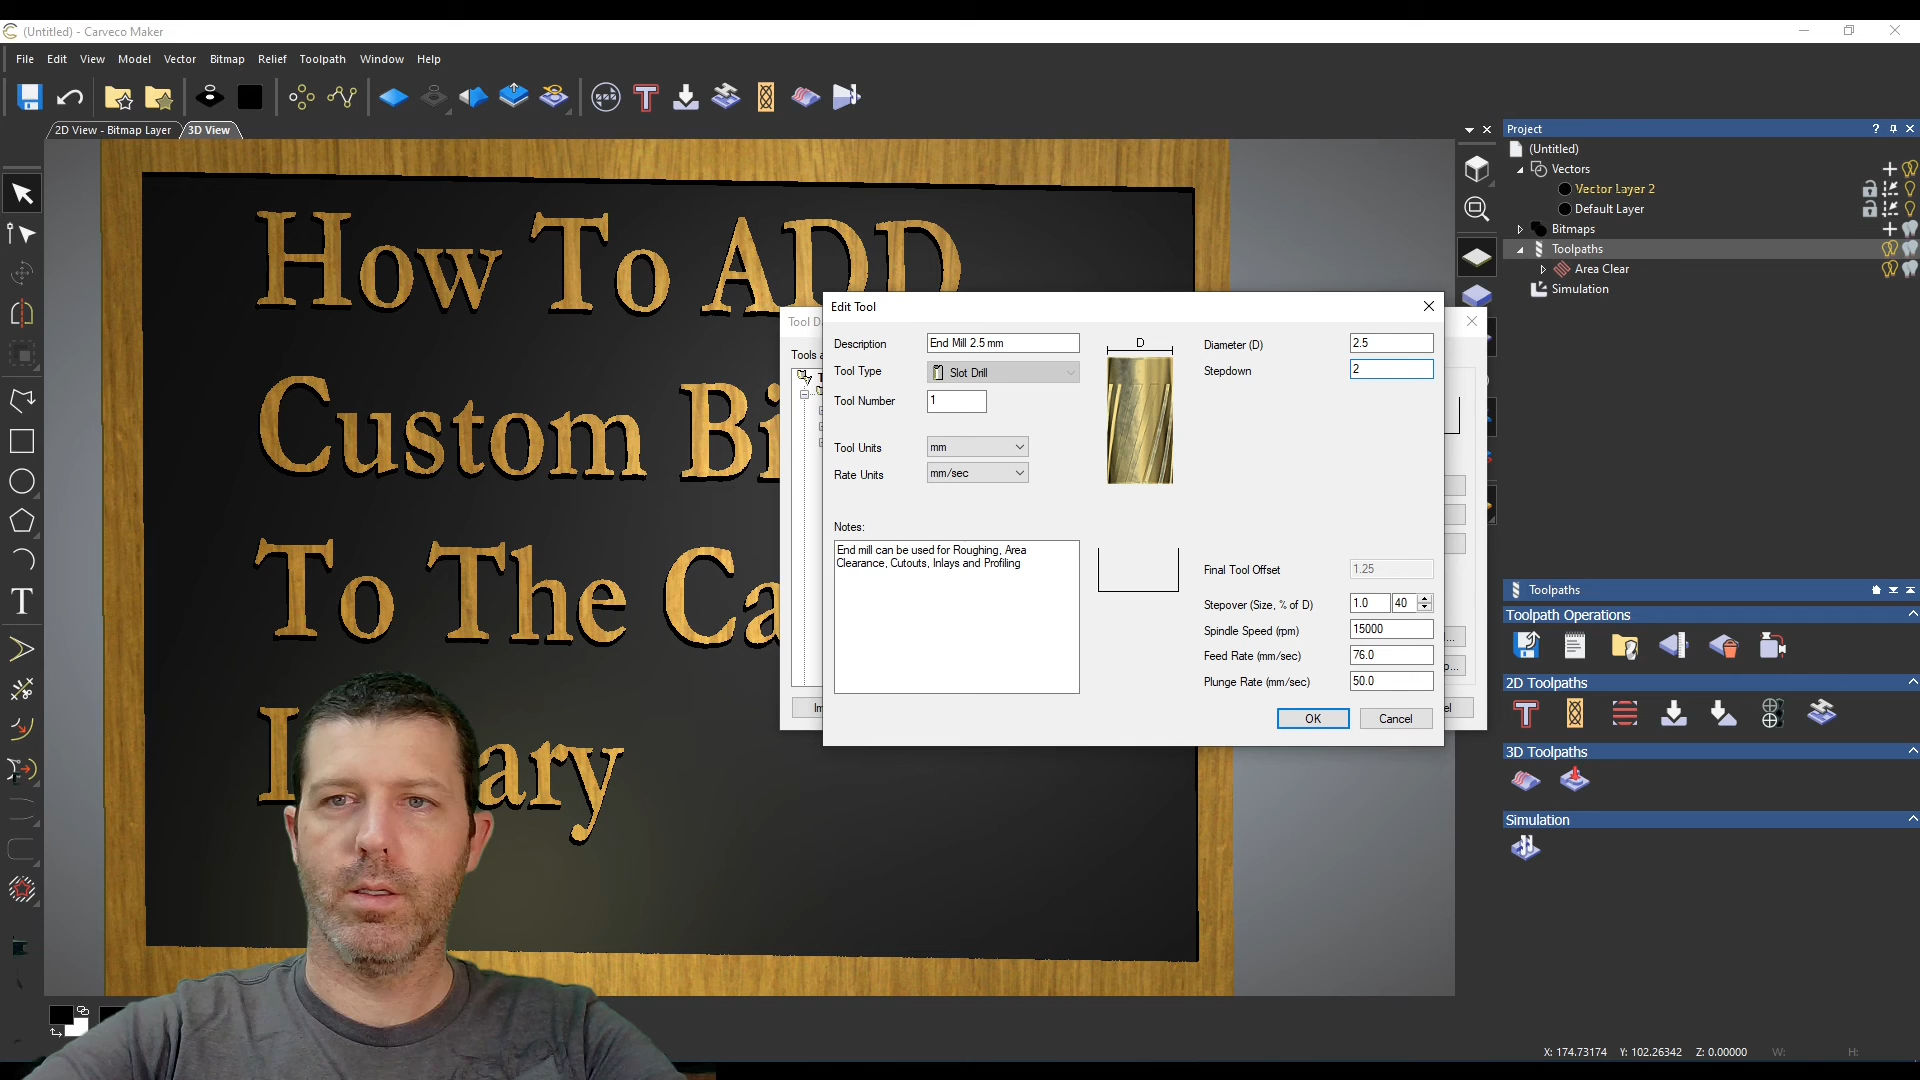 (Untitled) - Carveco Maker
File Edit View Model Vector Bitmap Relief Toolpath Window Help
2D View - Bitmap Layer 3D View
How To ADD
Custom Bi
To The Ca
ary
Tool D
Tools a
Im
Edit Tool
Description End Mill 2.5 mm
Tool Type Slot Drill
Tool Number 1
Tool Units mm
Rate Units mm/sec
D
Diameter (D) 2.5
Stepdown 2
Notes:
End mill can be used for Roughing, Area
Clearance, Cutouts, Inlays and Profiling
Final Tool Offset 1.25
Stepover (Size, % of D) 1.0 40
Spindle Speed (rpm) 15000
Feed Rate (mm/sec) 76.0
Plunge Rate (mm/sec) 50.0
OK Cancel
...
p...
el
Project
(Untitled)
Vectors
Vector Layer 2
Default Layer
Bitmaps
Toolpaths
Area Clear
Simulation
Toolpaths
Toolpath Operations
2D Toolpaths
3D Toolpaths
Simulation
X: 174.73174 Y: 102.26342 Z: 0.00000 W: H: